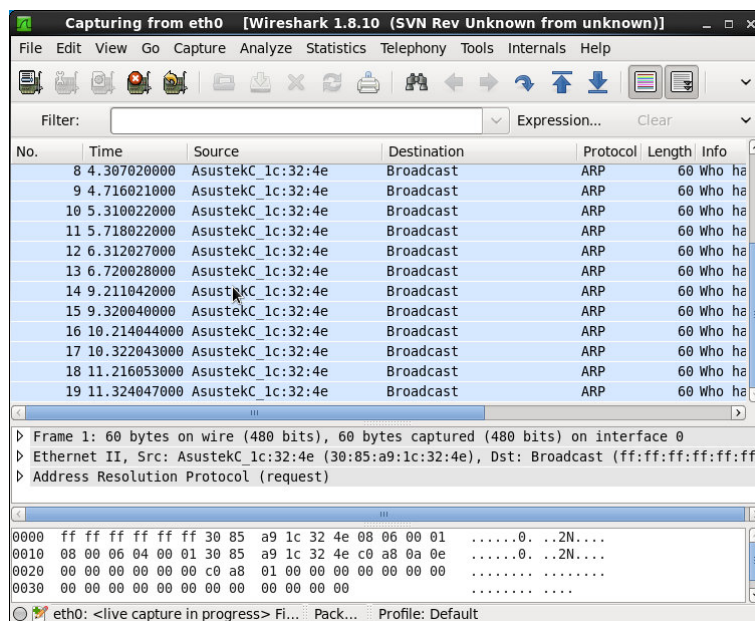 Capturing from eth0 [Wireshark 1.8.10 (SVN Rev Unknown from unknown)]
File Edit View Go Capture Analyze Statistics Telephony Tools Internals Help
Filter: Expression... Clear
No. Time Source Destination Protocol Length Info
8 4.307020000 AsustekC_1c:32:4e Broadcast ARP 60 Who ha
9 4.716021000 AsustekC_1c:32:4e Broadcast ARP 60 Who ha
10 5.310022000 AsustekC_1c:32:4e Broadcast ARP 60 Who ha
11 5.718022000 AsustekC_1c:32:4e Broadcast ARP 60 Who ha
12 6.312027000 AsustekC_1c:32:4e Broadcast ARP 60 Who ha
13 6.720028000 AsustekC_1c:32:4e Broadcast ARP 60 Who ha
14 9.211042000 AsustekC_1c:32:4e Broadcast ARP 60 Who ha
15 9.320040000 AsustekC_1c:32:4e Broadcast ARP 60 Who ha
16 10.214044000 AsustekC_1c:32:4e Broadcast ARP 60 Who ha
17 10.322043000 AsustekC_1c:32:4e Broadcast ARP 60 Who ha
18 11.216053000 AsustekC_1c:32:4e Broadcast ARP 60 Who ha
19 11.324047000 AsustekC_1c:32:4e Broadcast ARP 60 Who ha
Frame 1: 60 bytes on wire (480 bits), 60 bytes captured (480 bits) on interface 0
Ethernet II, Src: AsustekC_1c:32:4e (30:85:a9:1c:32:4e), Dst: Broadcast (ff:ff:ff:ff:ff:ff
Address Resolution Protocol (request)
0000 ff ff ff ff ff ff 30 85 a9 1c 32 4e 08 06 00 01 ......0. ..2N....
0010 08 00 06 04 00 01 30 85 a9 1c 32 4e c0 a8 0a 0e ......0. ..2N....
0020 00 00 00 00 00 00 c0 a8 01 00 00 00 00 00 00 00 ........ ........
0030 00 00 00 00 00 00 00 00 00 00 00 00 ........ ....
eth0: <live capture in progress> Fi... Pack... Profile: Default